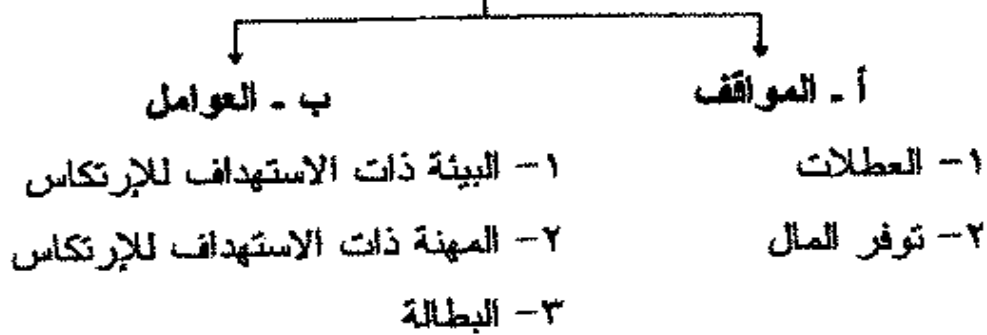 أ - المواقف
١- العطلات
٢- توفر المال
ب - العوامل
١- البيئة ذات الاستهداف للإرتكاس
٢- المهنة ذات الاستهداف للإرتكاس
٣- البطالة